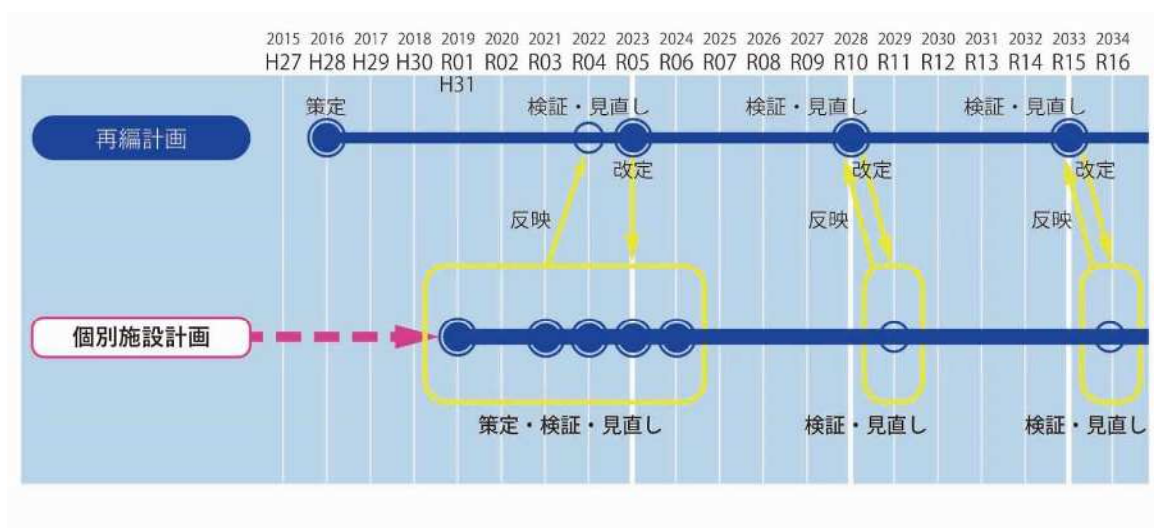 2015 2016 2017 2018 2019 2020 2021 2022 2023 2024 2025 2026 2027 2028 2029 2030 2031 2032 2033 2034
H27 H28 H29 H30 R01 R02 R03 R04 R05 R06 R07 R08 R09 R10 R11 R12 R13 R14 R15 R16
H31
策定 検証・見直し 検証・見直し 検証・見直し
再編計画
改定 改定 改定
反映 反映 反映
個別施設計画
策定・検証・見直し 検証・見直し 検証・見直し